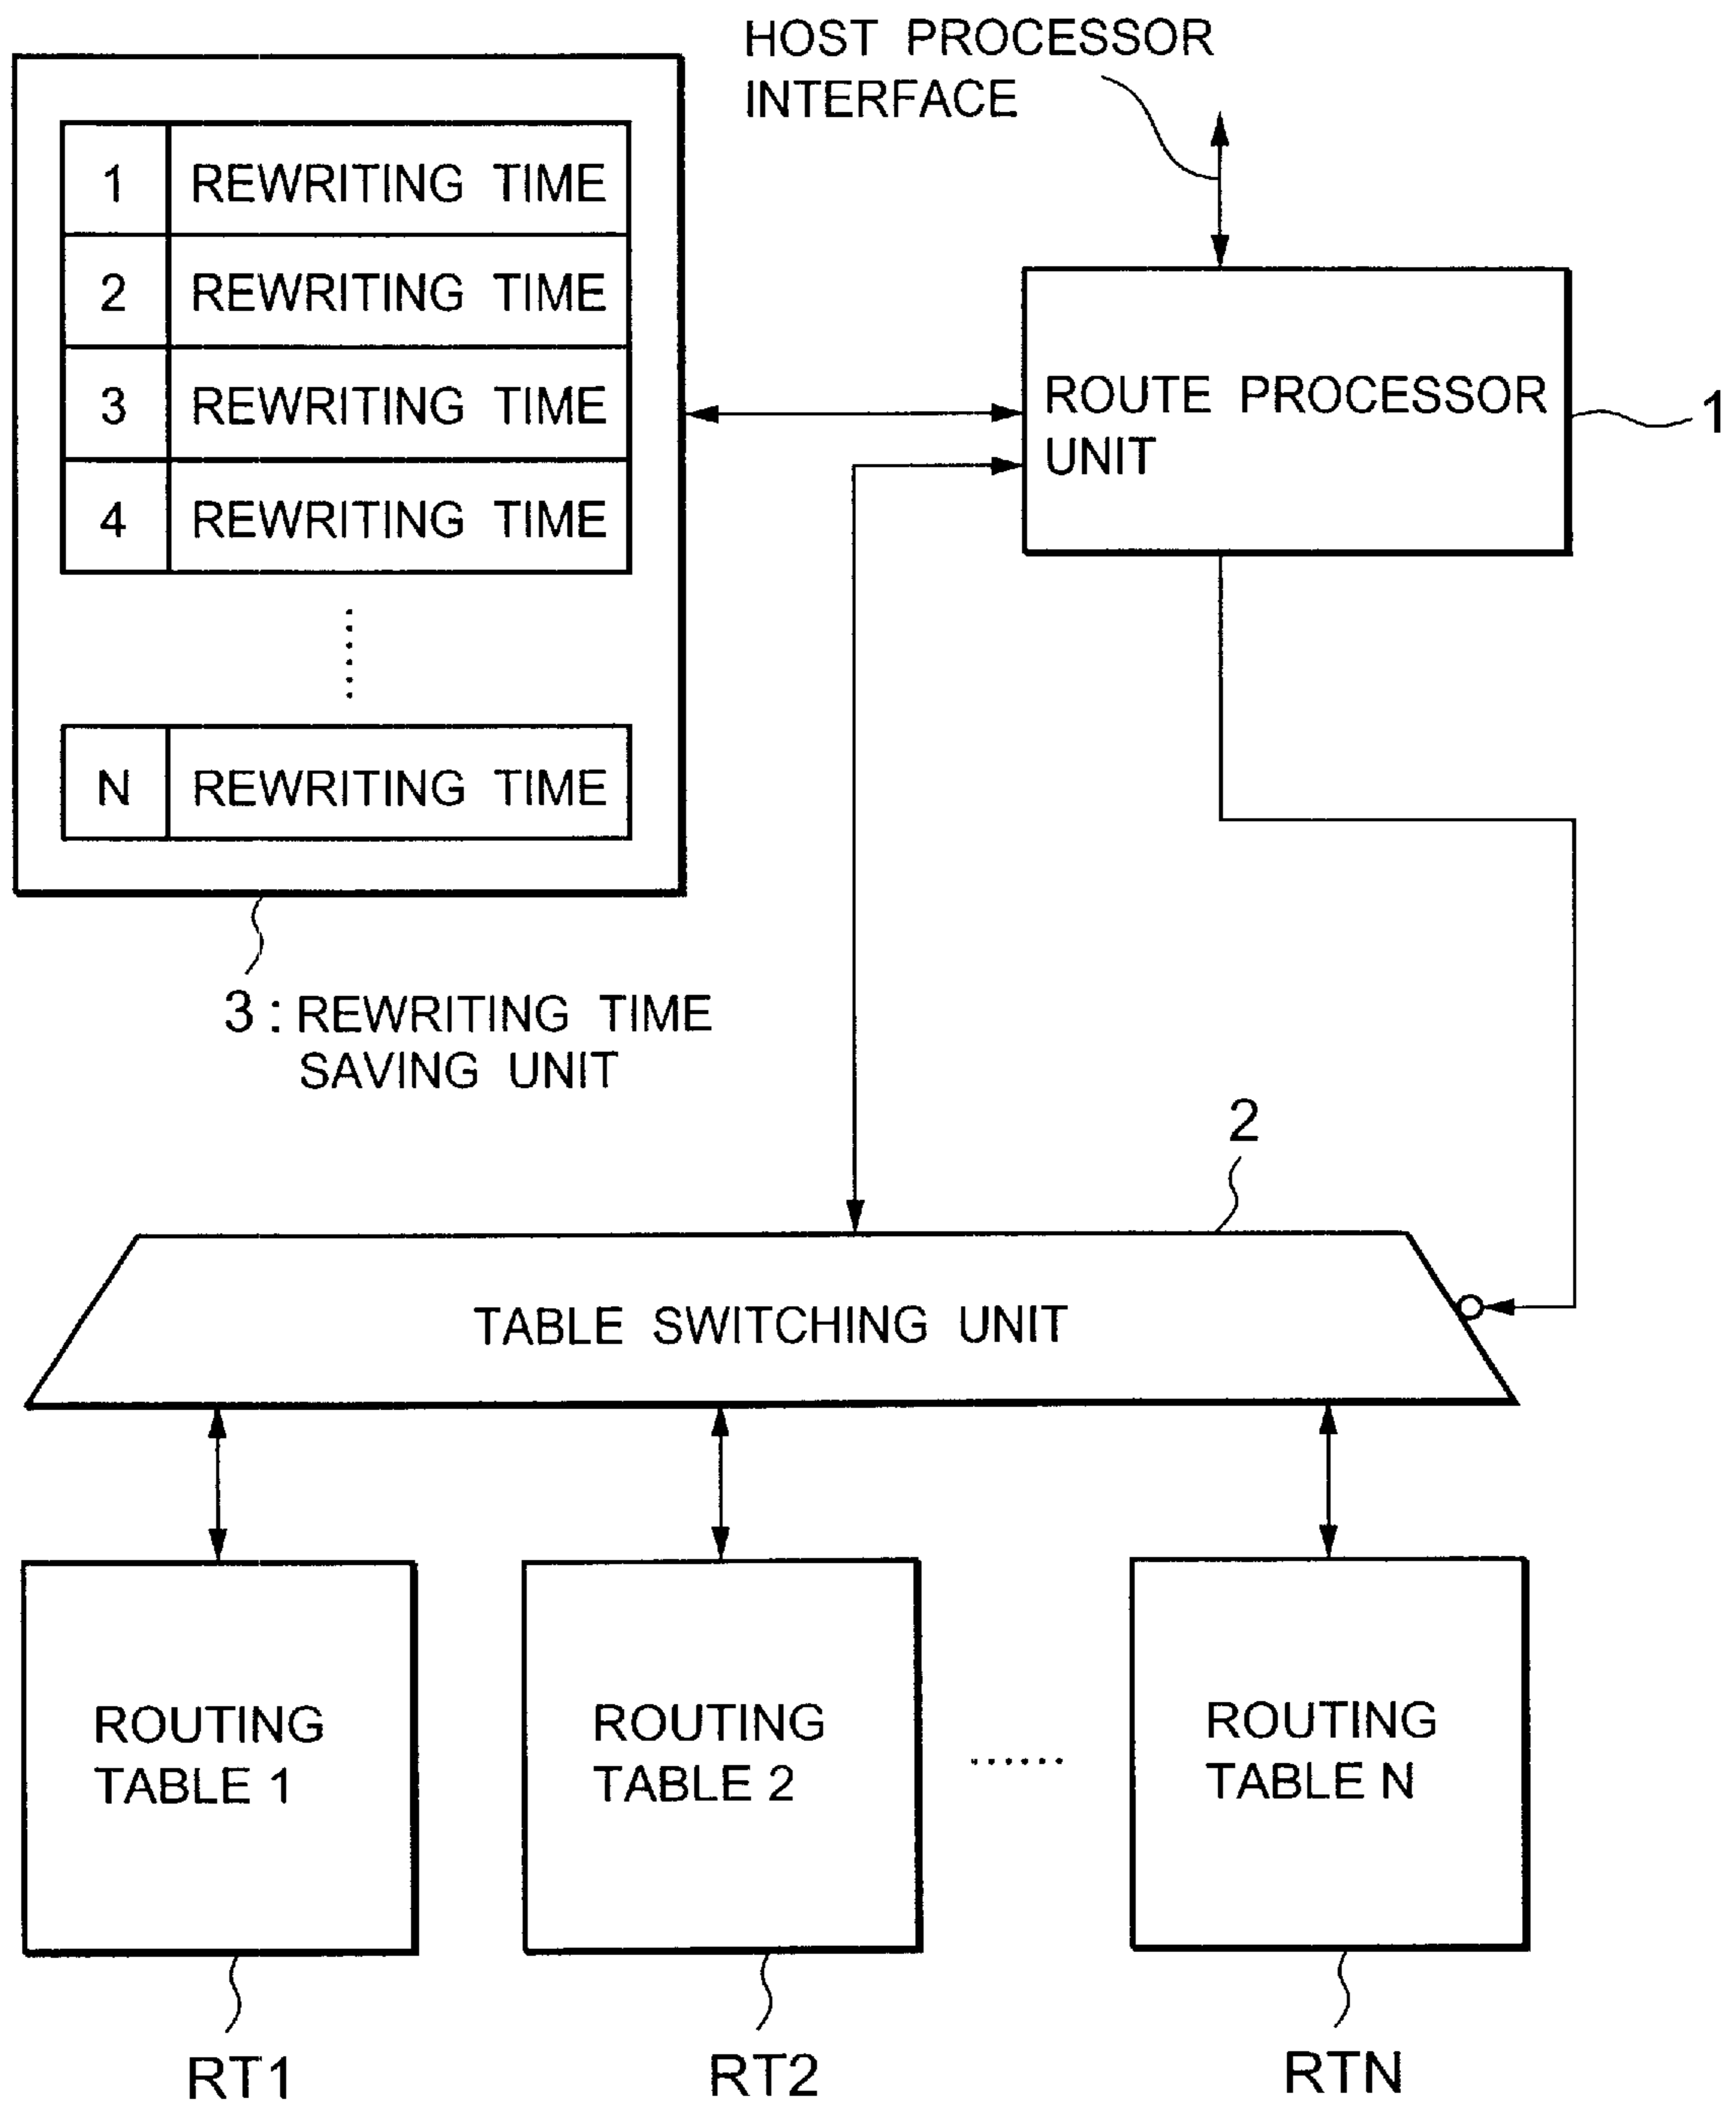 HOST PROCESSOR
INTERFACE
1 REWRITING TIME
2 REWRITING TIME
3 REWRITING TIME
4 REWRITING TIME
N REWRITING TIME
ROUTE PROCESSOR
UNIT
1
3 : REWRITING TIME
SAVING UNIT
2
TABLE SWITCHING UNIT
ROUTING
TABLE 1
ROUTING
TABLE 2
ROUTING
TABLE N
RT1
RT2
RTN